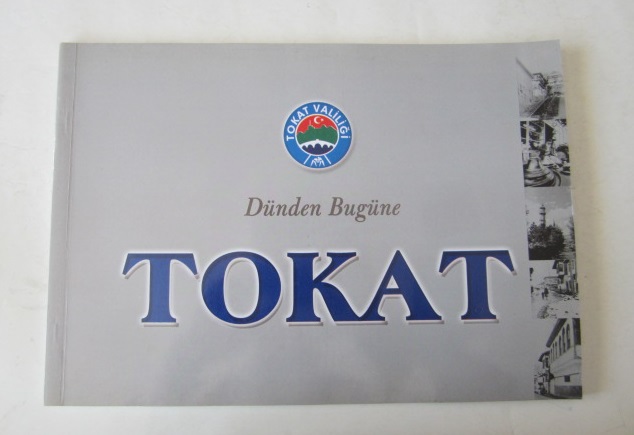 TOKAT VALİLİĞİ
Dünden Bugüne
TOKAT